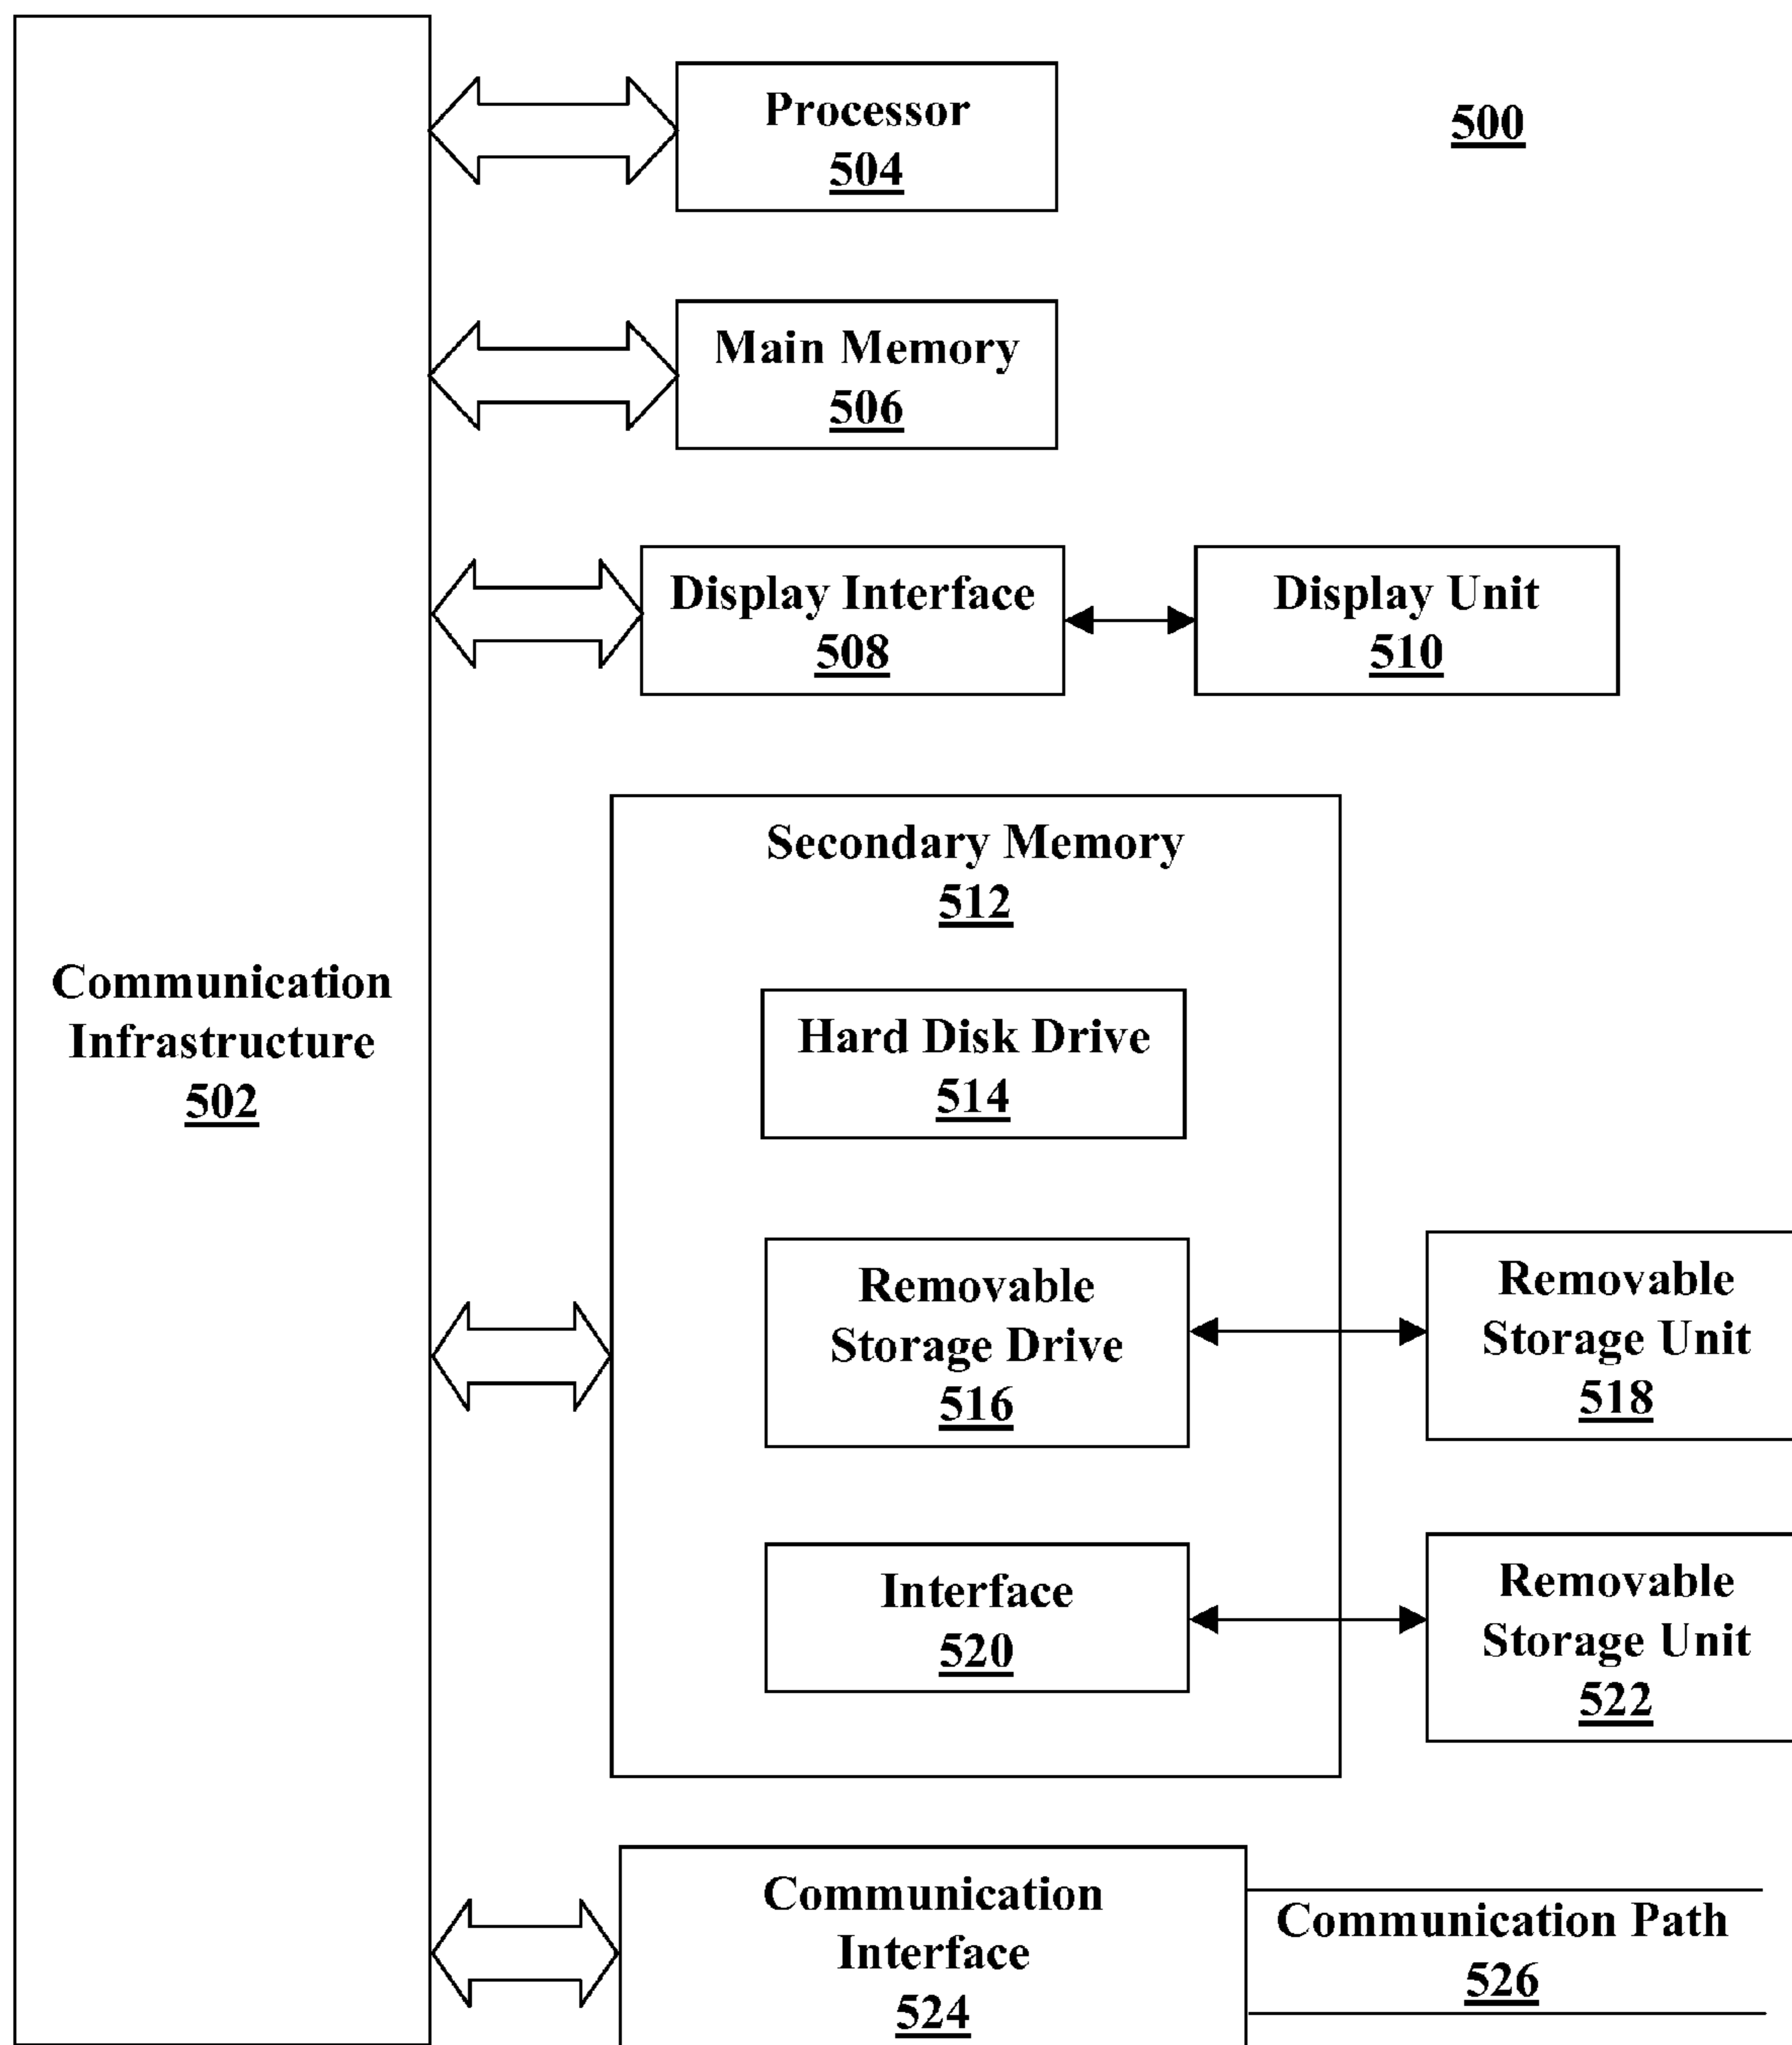 Processor
504
500
Main Memory
506
Display Interface
508
Display Unit
510
Secondary Memory
512
Communication
Infrastructure
502
Hard Disk Drive
514
Removable
Storage Drive
516
Removable
Storage Unit
518
Interface
520
Removable
Storage Unit
522
Communication
Interface
524
Communication Path
526